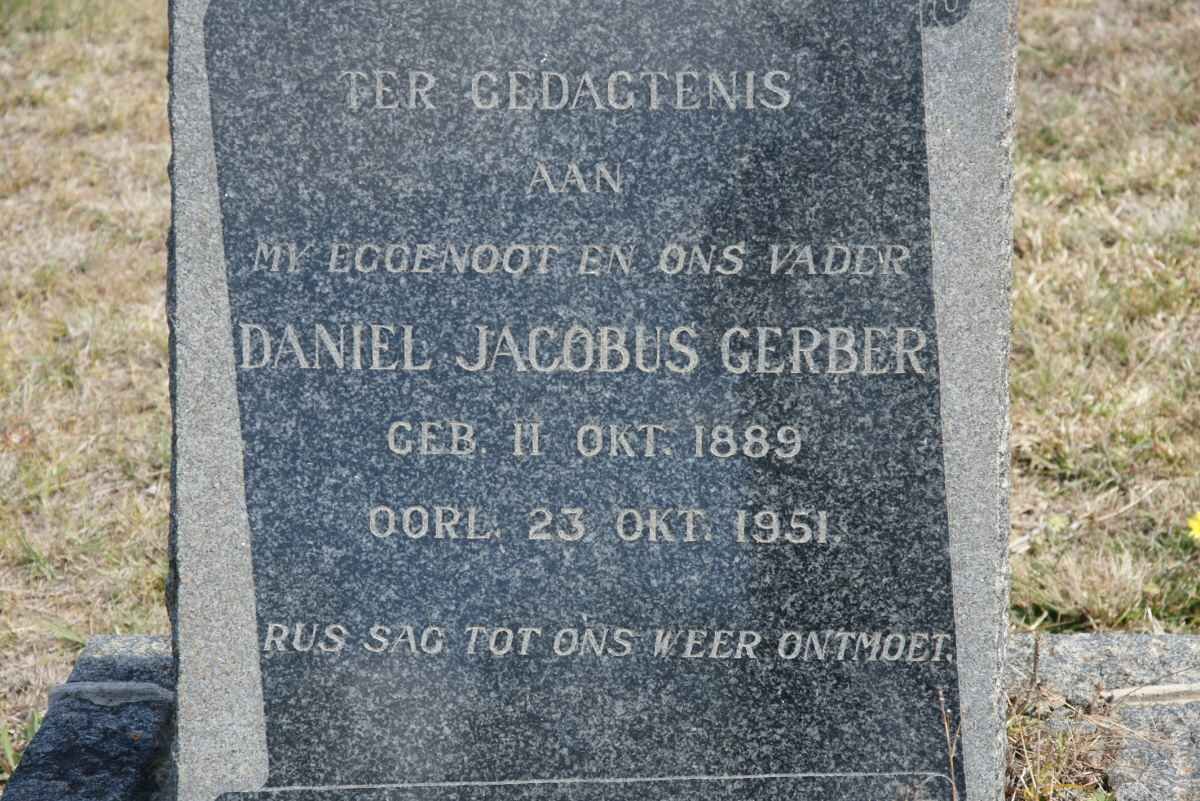 TER GEDAGTENIS
AAN
MY EGGENOOT EN ONS VADER
DANIEL JACOBUS GERBER
GEB. 11 OKT. 1889
OORL. 23 OKT. 1951.
RUS SAG TOT ONS WEER ONTMOET.